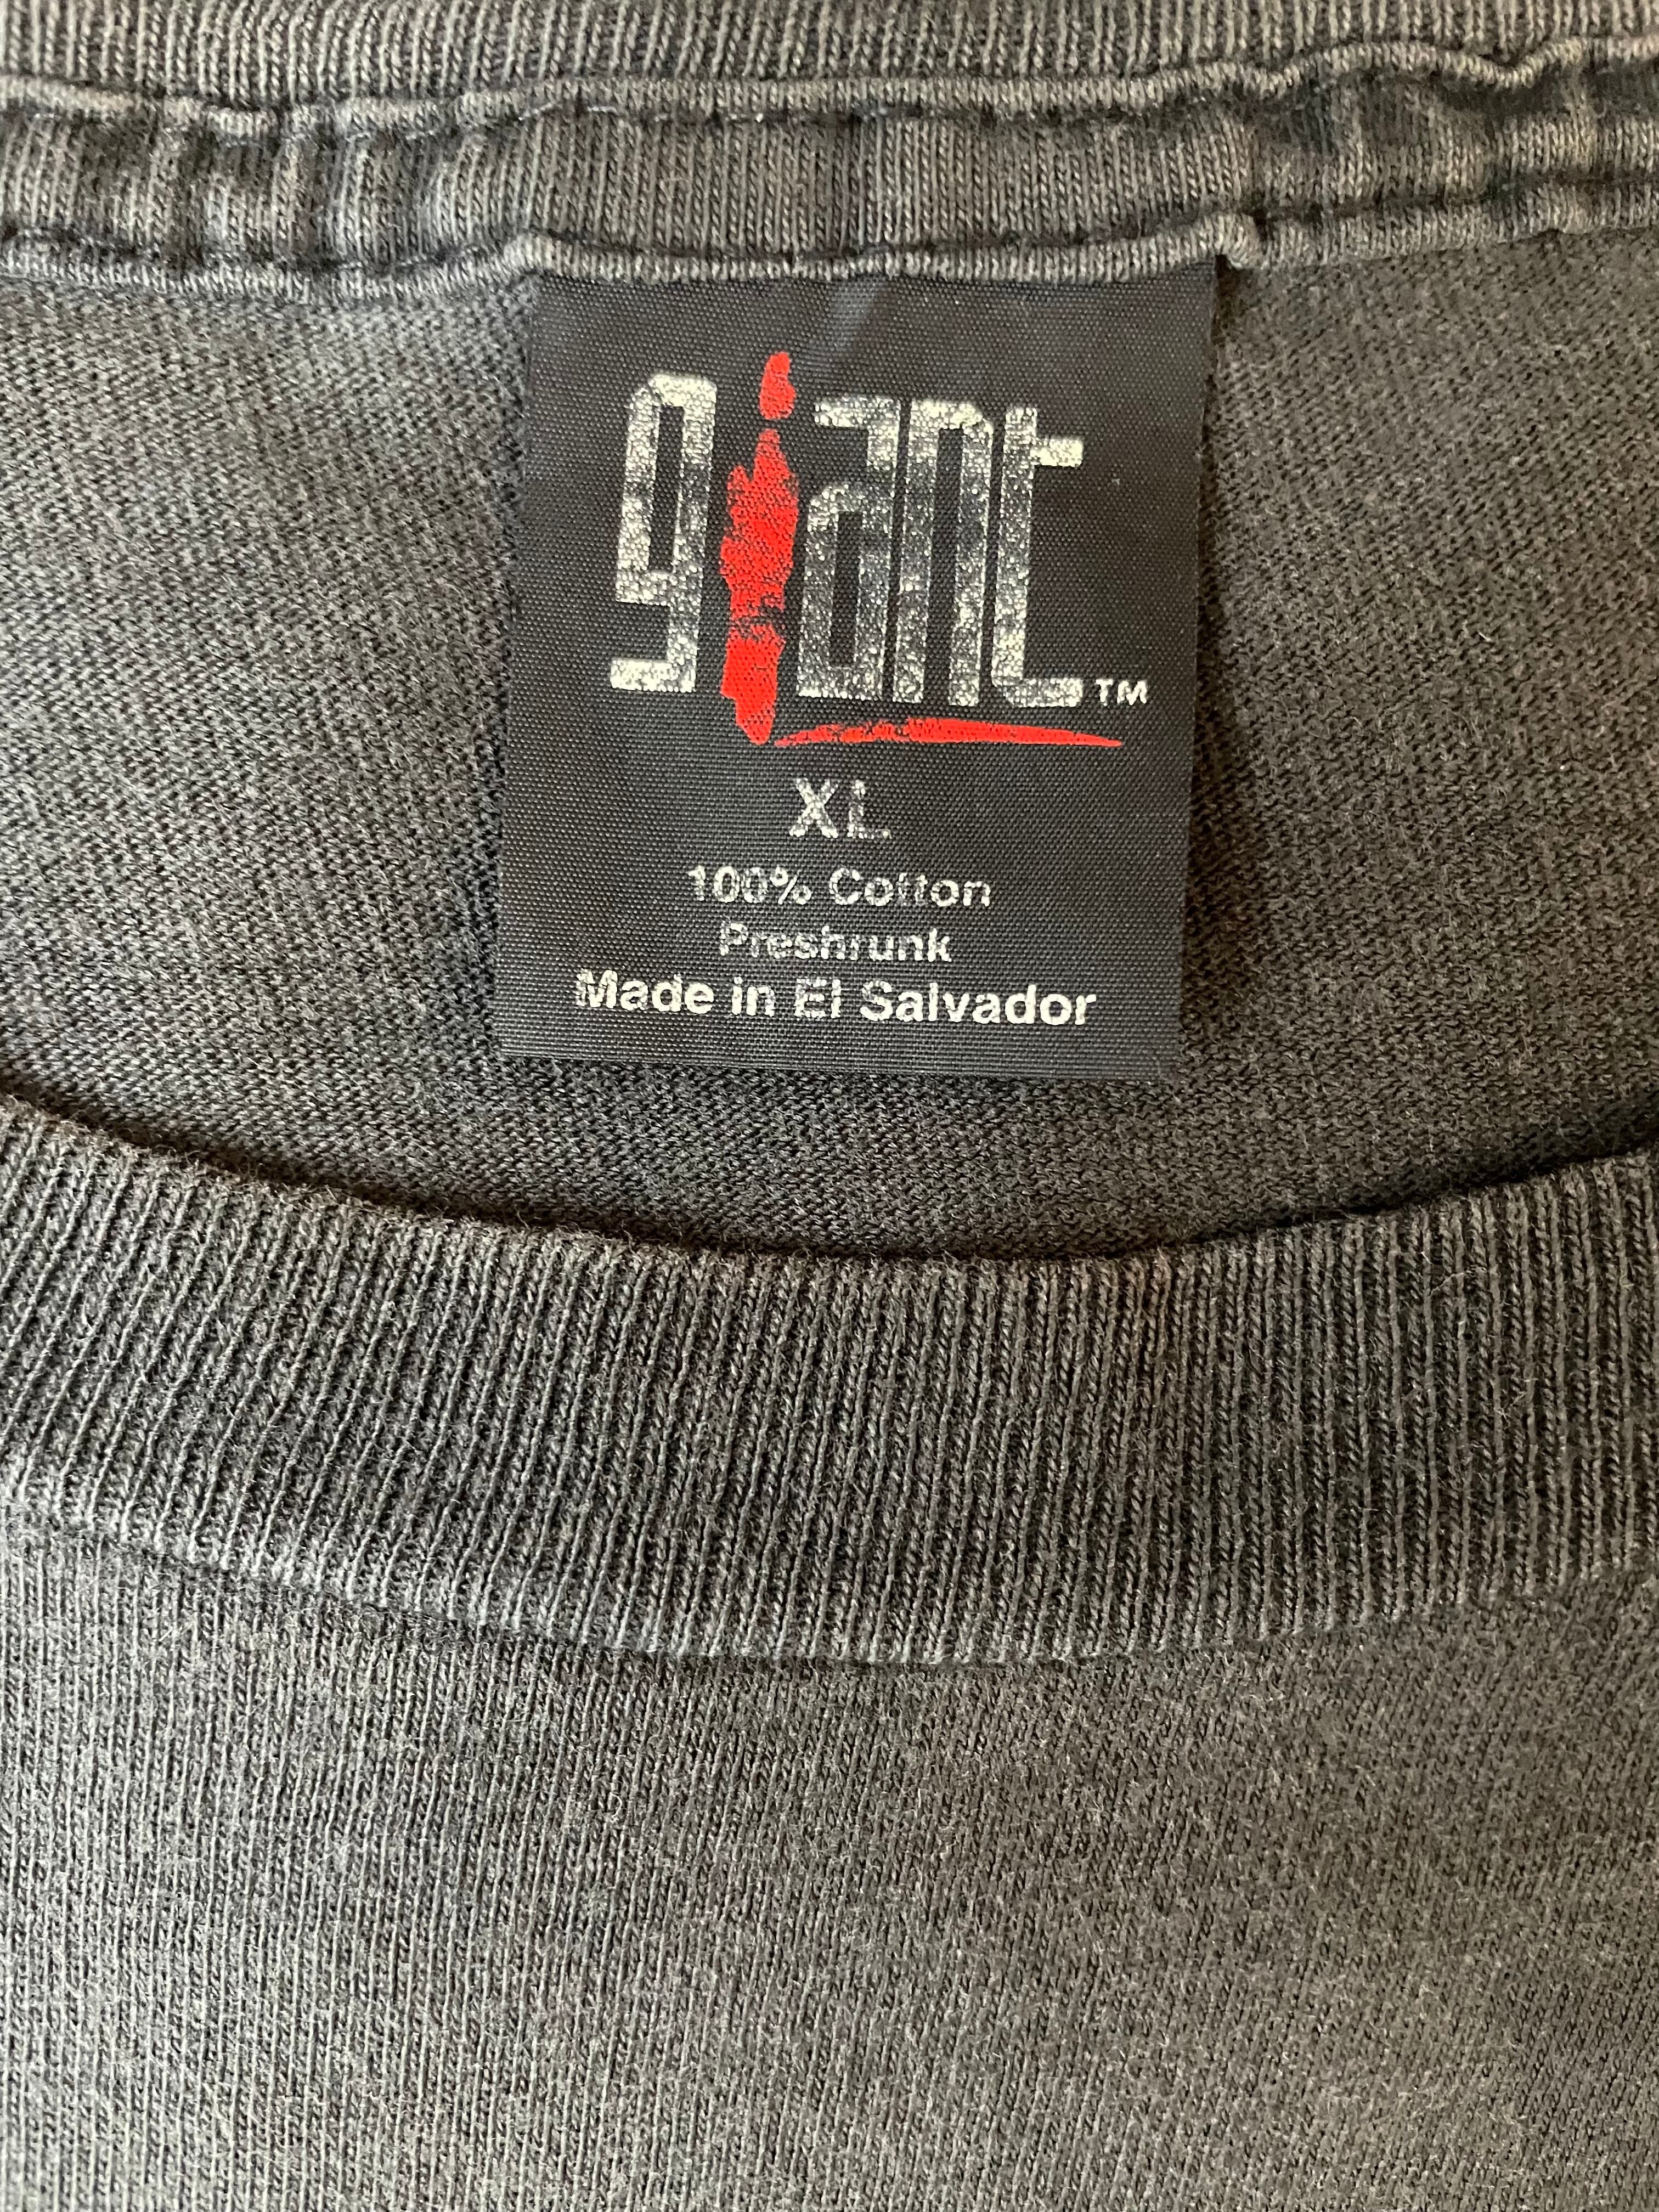 giant™
XL
100% Cotton
Preshrunk
Made in El Salvador